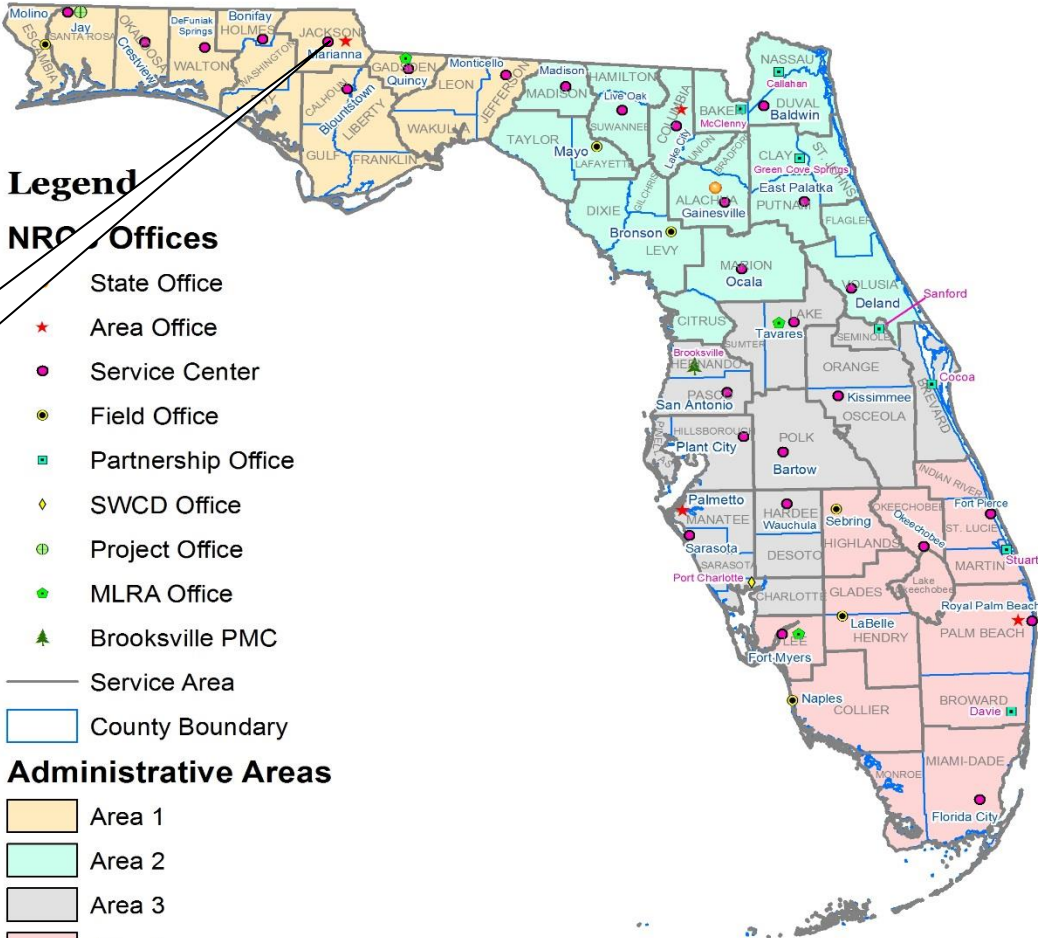 Molino
Jay
ESCAMBIA
SANTA ROSA
OKALOOSA
Crestview
DeFuniak
Springs
WALTON
Bonifay
HOLMES
WASHINGTON
JACKSON
Marianna
CALHOUN
Blountstown
LIBERTY
GULF
FRANKLIN
GADSDEN
Quincy
LEON
WAKULLA
Monticello
JEFFERSON
Madison
MADISON
TAYLOR
HAMILTON
Live Oak
SUWANNEE
Mayo
LAFAYETTE
COLUMBIA
Lake City
BAKER
McClenny
NASSAU
Callahan
DUVAL
Baldwin
UNION
BRADFORD
CLAY
Green Cove Springs
ST. JOHNS
East Palatka
PUTNAM
FLAGLER
GILCHRIST
DIXIE
ALACHUA
Gainesville
Bronson
LEVY
MARION
Ocala
VOLUSIA
Deland
Sanford
CITRUS
SUMTER
LAKE
Tavares
SEMINOLE
Brooksville
HERNANDO
ORANGE
PASCO
San Antonio
Kissimmee
OSCEOLA
Cocoa
BREVARD
PINELLAS
HILLSBOROUGH
Plant City
POLK
Bartow
INDIAN RIVER
Palmetto
MANATEE
HARDEE
Wauchula
Sebring
HIGHLANDS
OKEECHOBEE
Okeechobee
Fort Pierce
ST. LUCIE
Sarasota
SARASOTA
DESOTO
MARTIN
Stuart
Port Charlotte
CHARLOTTE
GLADES
Lake
Okeechobee
Royal Palm Beach
PALM BEACH
LaBelle
HENDRY
LEE
Fort Myers
Naples
COLLIER
BROWARD
Davie
MONROE
MIAMI-DADE
Florida City
Legend
NRCS Offices
State Office
Area Office
Service Center
Field Office
Partnership Office
SWCD Office
Project Office
MLRA Office
Brooksville PMC
Service Area
County Boundary
Administrative Areas
Area 1
Area 2
Area 3